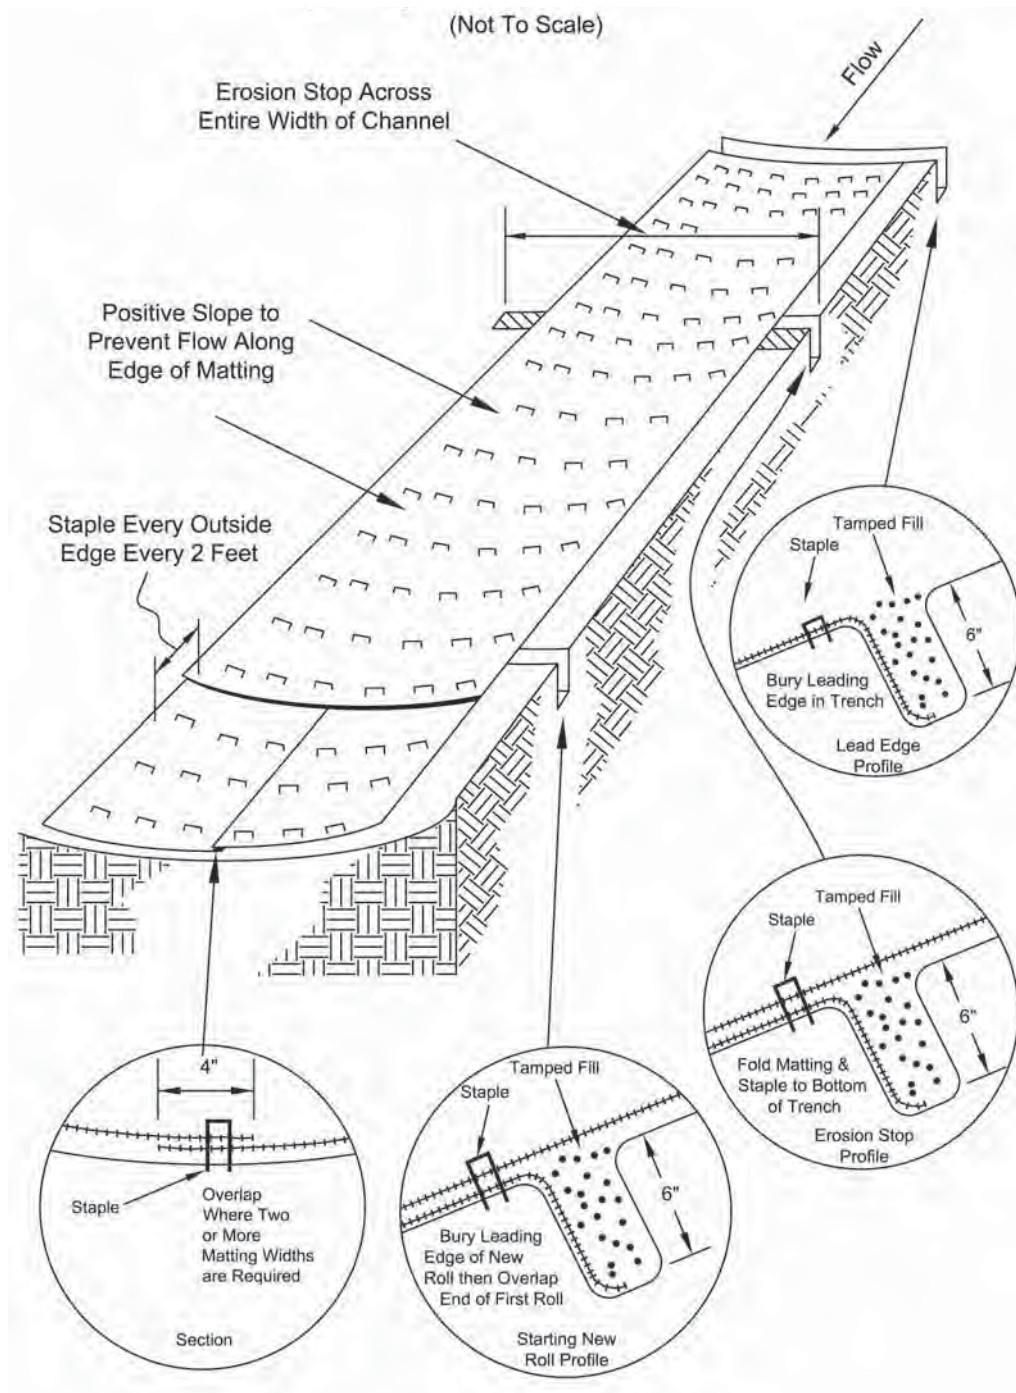 (Not To Scale)
Flow
Erosion Stop Across
Entire Width of Channel
Positive Slope to
Prevent Flow Along
Edge of Matting
Staple Every Outside
Edge Every 2 Feet
Tamped Fill
Staple
6"
Bury Leading
Edge in Trench
Lead Edge
Profile
Tamped Fill
Staple
6"
Fold Matting &
Staple to Bottom
of Trench
Erosion Stop
Profile
4"
Staple
Overlap
Where Two
or More
Matting Widths
are Required
Section
Tamped Fill
Staple
6"
Bury Leading
Edge of New
Roll then Overlap
End of First Roll
Starting New
Roll Profile